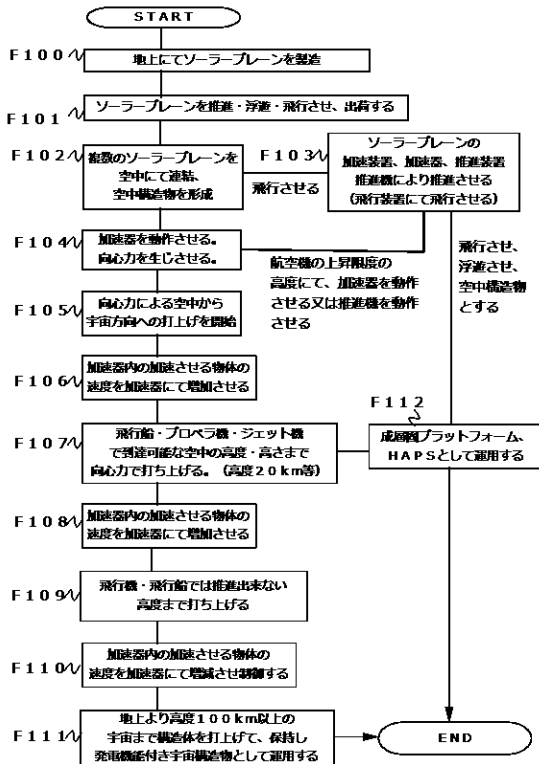 START
F100
地上にてソーラープレーンを製造
F101
ソーラープレーンを推進・浮遊・飛行させ、出荷する
F102
複数のソーラープレーンを
空中にて連結、
空中構造物を形成
飛行させる
F103
ソーラープレーンの
加速装置、加速器、推進装置
推進機により推進させる
(飛行装置にて飛行させる)
F104
加速器を動作させる。
向心力を生じさせる。
航空機の上昇限度の
高度にて、加速器を動作
させる又は推進機を動作
させる
飛行させ、
浮遊させ、
空中構造物
とする
F105
向心力による空中から
宇宙方向への打上げを開始
F106
加速器内の加速させる物体の
速度を加速器にて増加させる
F107
飛行船・プロペラ機・ジェット機
で到達可能な空中の高度・高さまで
向心力で打ち上げる。(高度20km等)
F112
成層圏プラットフォーム、
HAPSとして運用する
F108
加速器内の加速させる物体の
速度を加速器にて増加させる
F109
飛行機・飛行船では推進出来ない
高度まで打ち上げる
F110
加速器内の加速させる物体の
速度を加速器にて増減させ制御する
F111
地上より高度100km以上の
宇宙まで構造体を打上げて、保持し
発電機能付き宇宙構造物として運用する
END